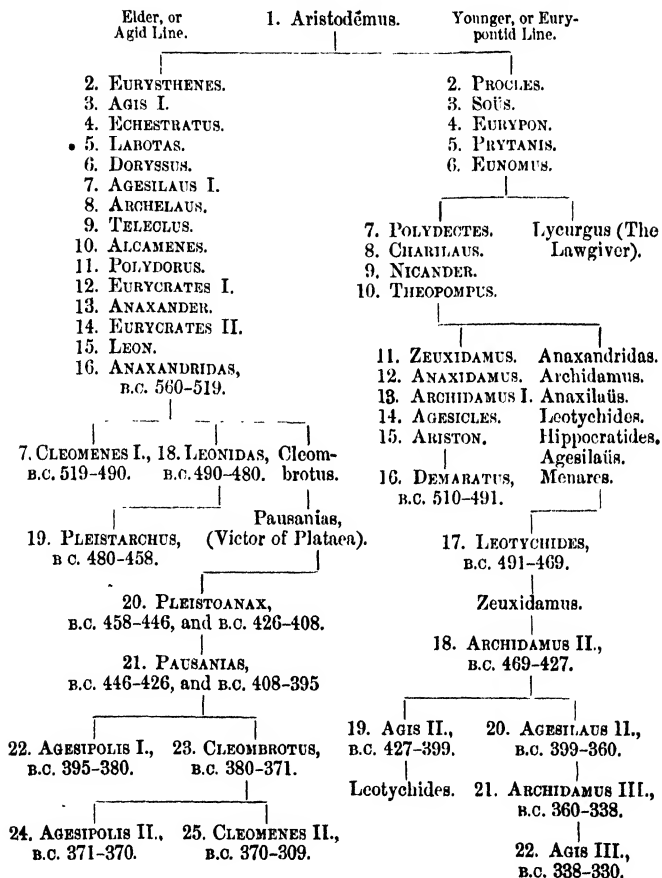 Elder, or
Agid Line.
1. Aristodēmus.
Younger, or Eury-
pontid Line.
2. EURYSTHENES.
3. AGIS I.
4. ECHESTRATUS.
5. LABOTAS.
6. DORYSSUS.
7. AGESILAUS I.
8. ARCHELAUS.
9. TELECLUS.
10. ALCAMENES.
11. POLYDORUS.
12. EURYCRATES I.
13. ANAXANDER.
14. EURYCRATES II.
15. LEON.
16. ANAXANDRIDAS,
B.C. 560-519.
7. CLEOMENES I., 18. LEONIDAS, Cleom-
B.C. 519-490. B.C. 490-480. brotus.
Pausanias,
(Victor of Plataea).
19. PLEISTARCHUS,
B C. 480-458.
20. PLEISTOANAX,
B.C. 458-446, and B.C. 426-408.
21. PAUSANIAS,
B.C. 446-426, and B.C. 408-395
22. AGESIPOLIS I., 23. CLEOMBROTUS,
B.C. 395-380. B.C. 380-371.
24. AGESIPOLIS II., 25. CLEOMENES II.,
B.C. 371-370. B.C. 370-309.
2. PROCLES.
3. SOÜS.
4. EURYPON.
5. PRYTANIS.
6. EUNOMUS.
7. POLYDECTES. Lycurgus (The
8. CHARILAUS. Lawgiver).
9. NICANDER.
10. THEOPOMPUS.
11. ZEUXIDAMUS. Anaxandridas.
12. ANAXIDAMUS. Archidamus.
13. ARCHIDAMUS I. Anaxilaüs.
14. AGESICLES. Leotychides.
15. ARISTON. Hippocratides.
Agesilaüs.
16. DEMARATUS, Menares.
B.C. 510-491.
17. LEOTYCHIDES,
B.C. 491-469.
Zeuxidamus.
18. ARCHIDAMUS II.,
B.C. 469-427.
19. AGIS II., 20. AGESILAUS II.,
B.C. 427-399. B.C. 399-360.
Leotychides. 21. ARCHIDAMUS III.,
B.C. 360-338.
22. AGIS III.,
B.C. 338-330.